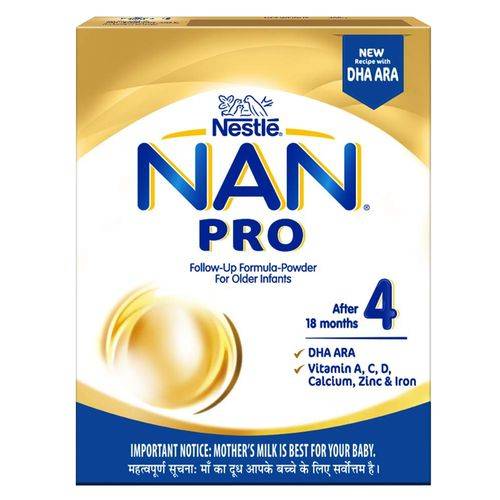 NEW
Recipe with
DHA ARA
Nestlé
NAN®
PRO
Follow-Up Formula-Powder
For Older Infants
After
18 months 4
✓ DHA ARA
✓ Vitamin A, C, D,
Calcium, Zinc & Iron
IMPORTANT NOTICE: MOTHER'S MILK IS BEST FOR YOUR BABY.
महत्वपूर्ण सूचना: माँ का दूध आपके बच्चे के लिए सर्वोत्तम है।